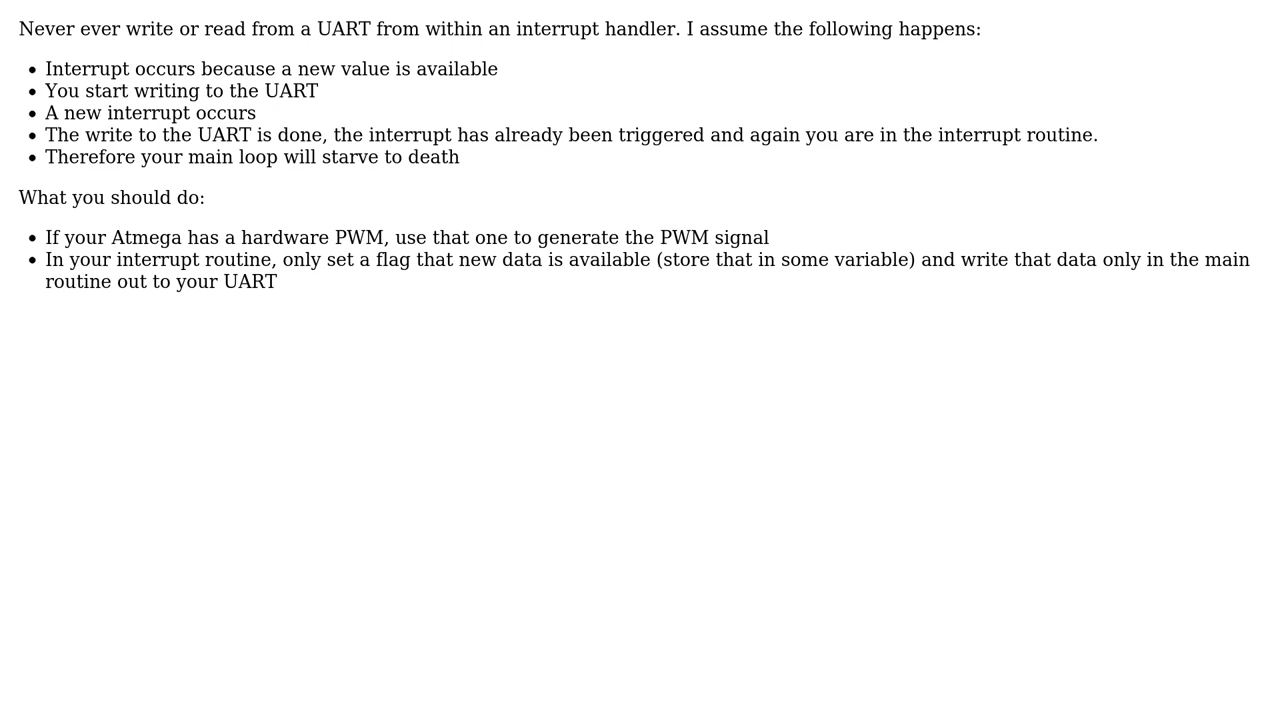 Never ever write or read from a UART from within an interrupt handler. I assume the following happens:
• Interrupt occurs because a new value is available
• You start writing to the UART
• A new interrupt occurs
• The write to the UART is done, the interrupt has already been triggered and again you are in the interrupt routine.
• Therefore your main loop will starve to death
What you should do:
• If your Atmega has a hardware PWM, use that one to generate the PWM signal
• In your interrupt routine, only set a flag that new data is available (store that in some variable) and write that data only in the main
routine out to your UART